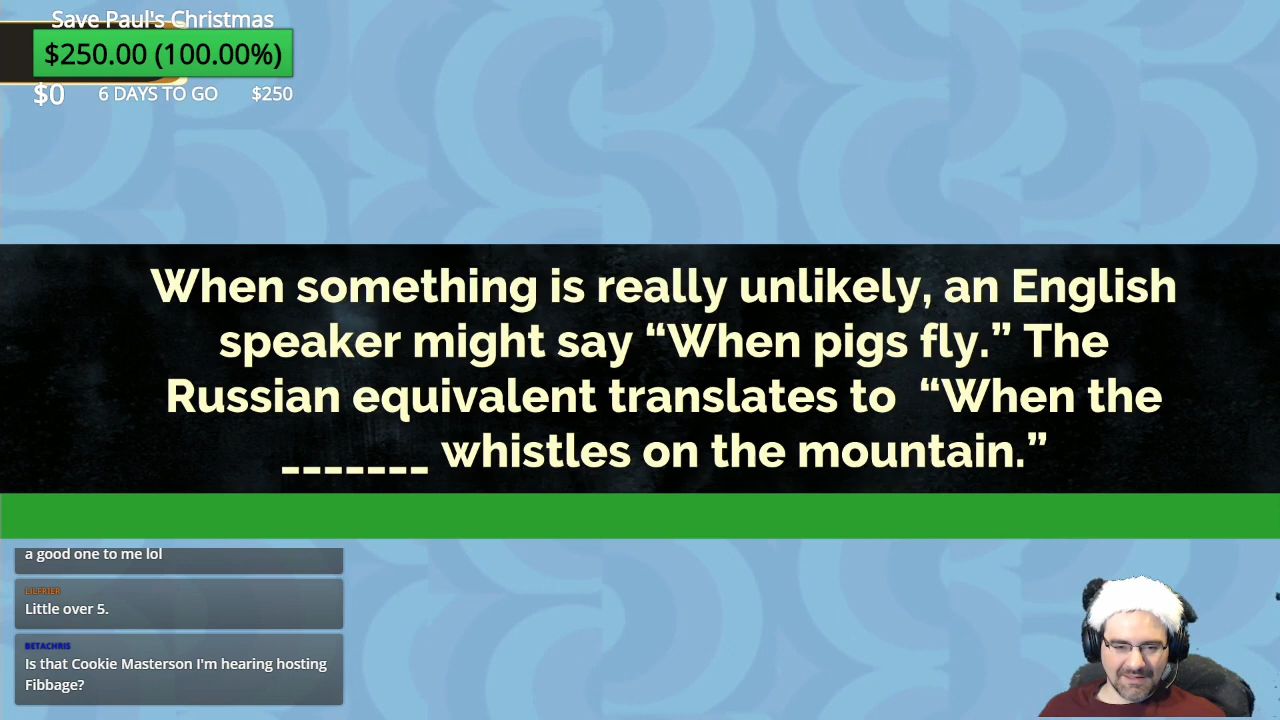 Save Paul's Christmas
$250.00 (100.00%)
$0 6 DAYS TO GO $250
When something is really unlikely, an English
speaker might say “When pigs fly.” The
Russian equivalent translates to “When the
_______ whistles on the mountain.”
a good one to me lol
LILFRIER
Little over 5.
BETACHRIS
Is that Cookie Masterson I'm hearing hosting
Fibbage?